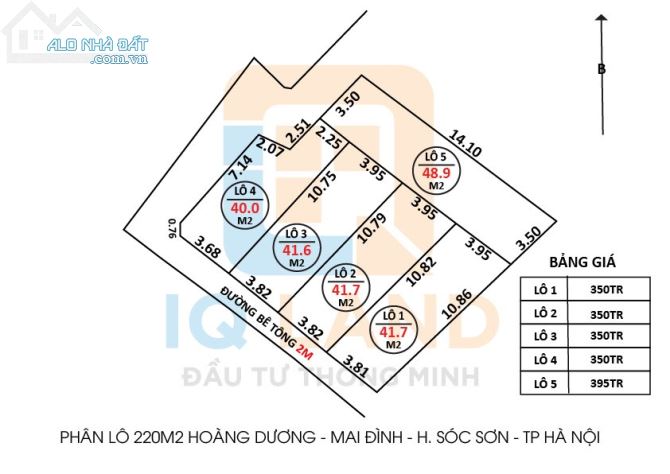 ALO NHÀ ĐẤT
.com.vn
B
3.50
14.10
2.51
2.07
2.25
7.14
10.75
3.95
LÔ 5
48.9
M2
LÔ 4
40.0
M2
10.79
3.95
0.76
LÔ 3
41.6
M2
3.95
3.50
3.68
10.82
LÔ 2
41.7
M2
10.86
3.82
LÔ 1
41.7
M2
3.82
3.81
ĐƯỜNG BÊ TÔNG 2M
IQ LAND
ĐẦU TƯ THÔNG MINH
BẢNG GIÁ
LÔ 1 350TR
LÔ 2 350TR
LÔ 3 350TR
LÔ 4 350TR
LÔ 5 395TR
PHÂN LÔ 220M2 HOÀNG DƯƠNG - MAI ĐÌNH - H. SÓC SƠN - TP HÀ NỘI